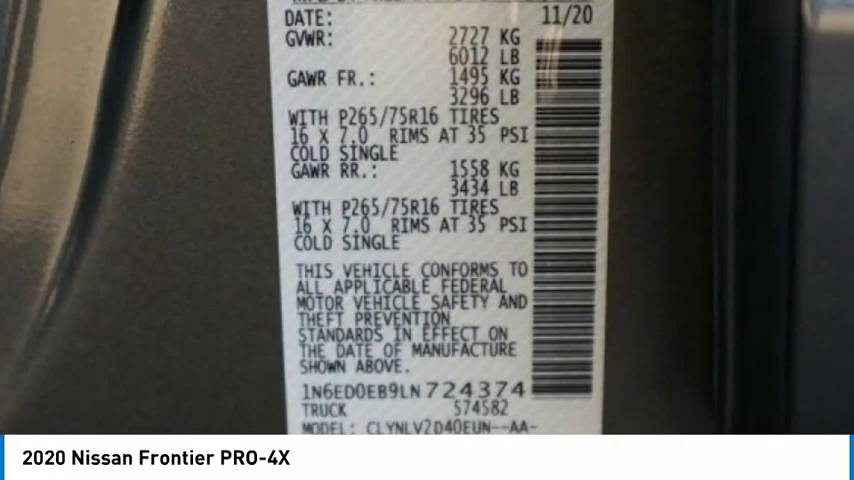 DATE: 11/20
GVWR: 2727 KG
6012 LB
GAWR FR.: 1495 KG
3296 LB
WITH P265/75R16 TIRES
16 X 7.0 RIMS AT 35 PSI
COLD SINGLE
GAWR RR.: 1558 KG
3434 LB
WITH P265/75R16 TIRES
16 X 7.0 RIMS AT 35 PSI
COLD SINGLE
THIS VEHICLE CONFORMS TO
ALL APPLICABLE FEDERAL
MOTOR VEHICLE SAFETY AND
THEFT PREVENTION
STANDARDS IN EFFECT ON
THE DATE OF MANUFACTURE
SHOWN ABOVE.
1N6ED0EB9LN724374
TRUCK 574582
MODEL: CLYNLV2D40EUN--AA-
2020 Nissan Frontier PRO-4X